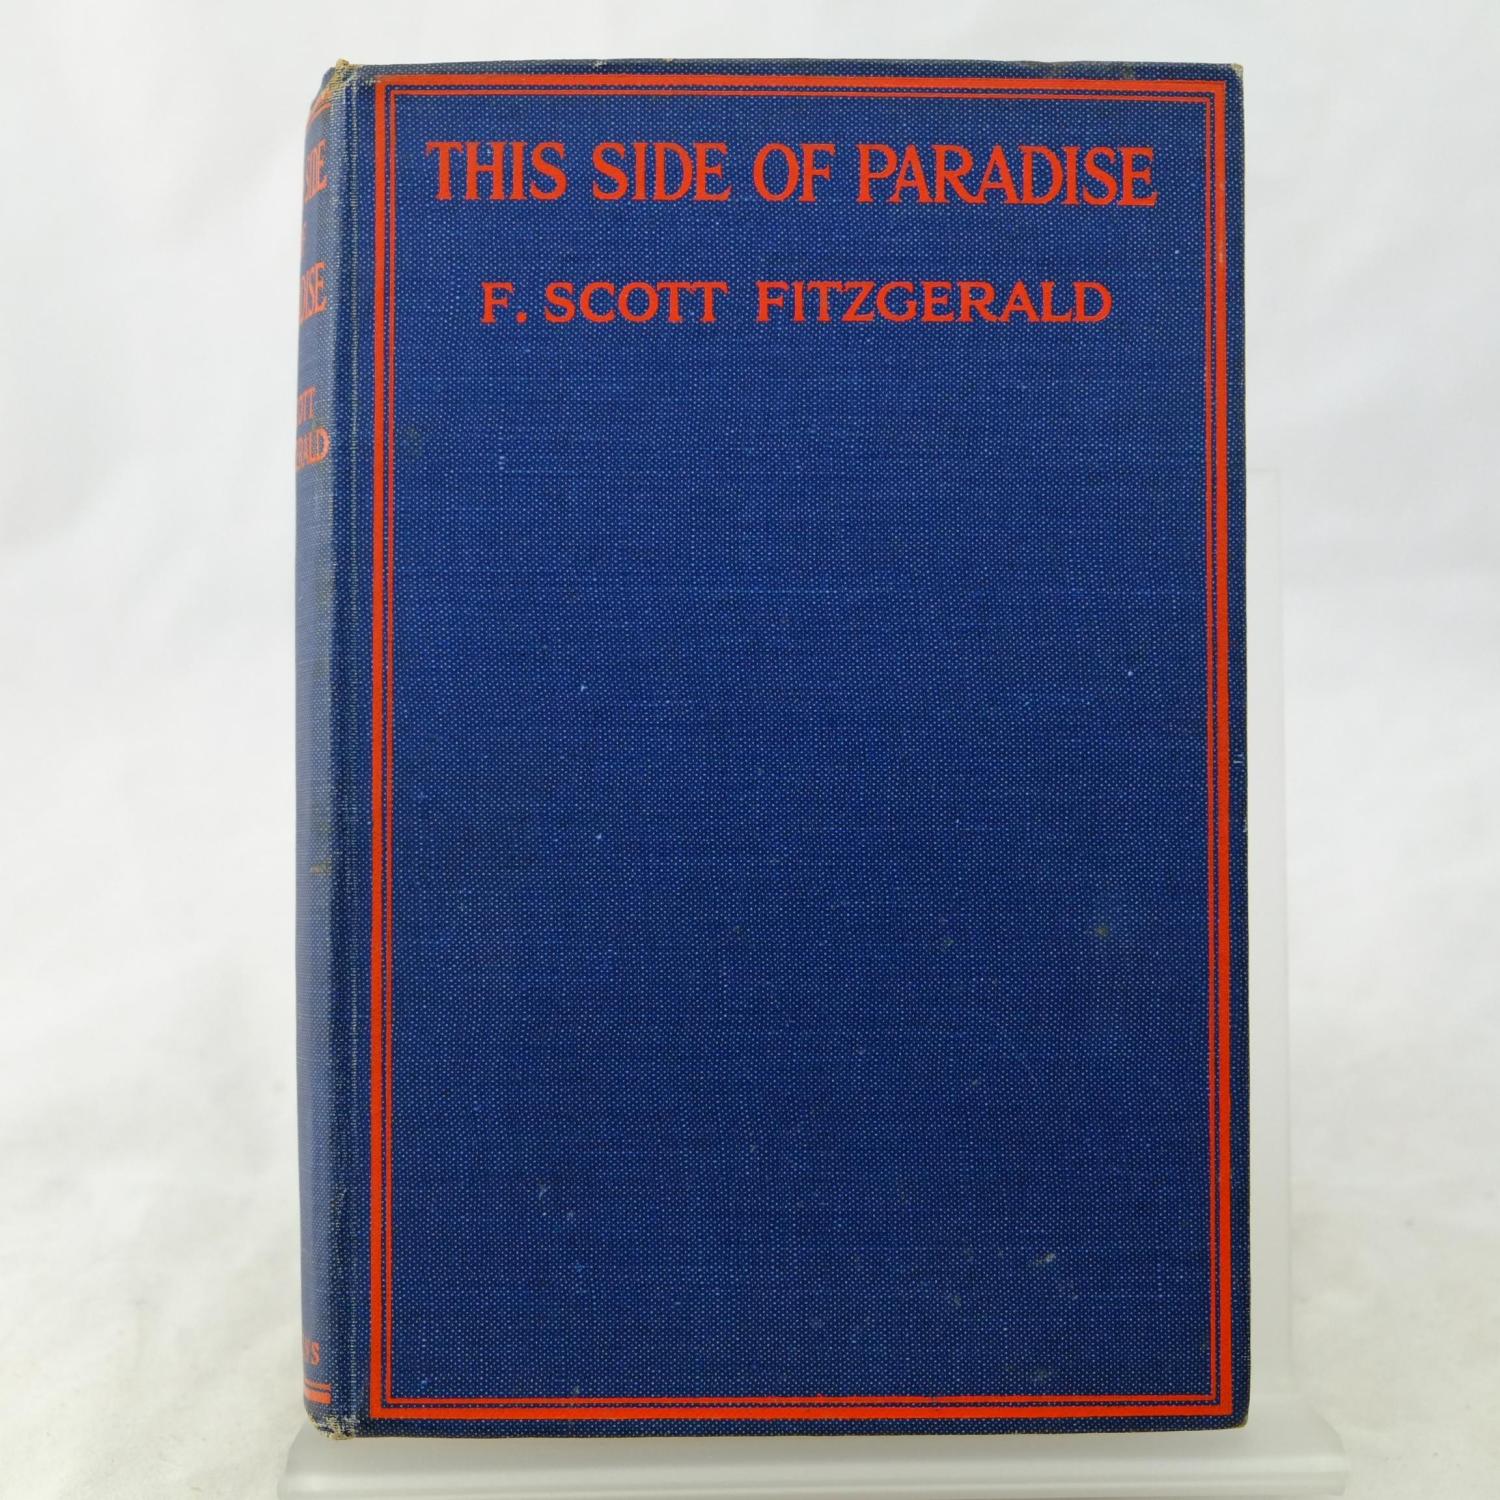 THIS SIDE OF PARADISE
F. SCOTT FITZGERALD